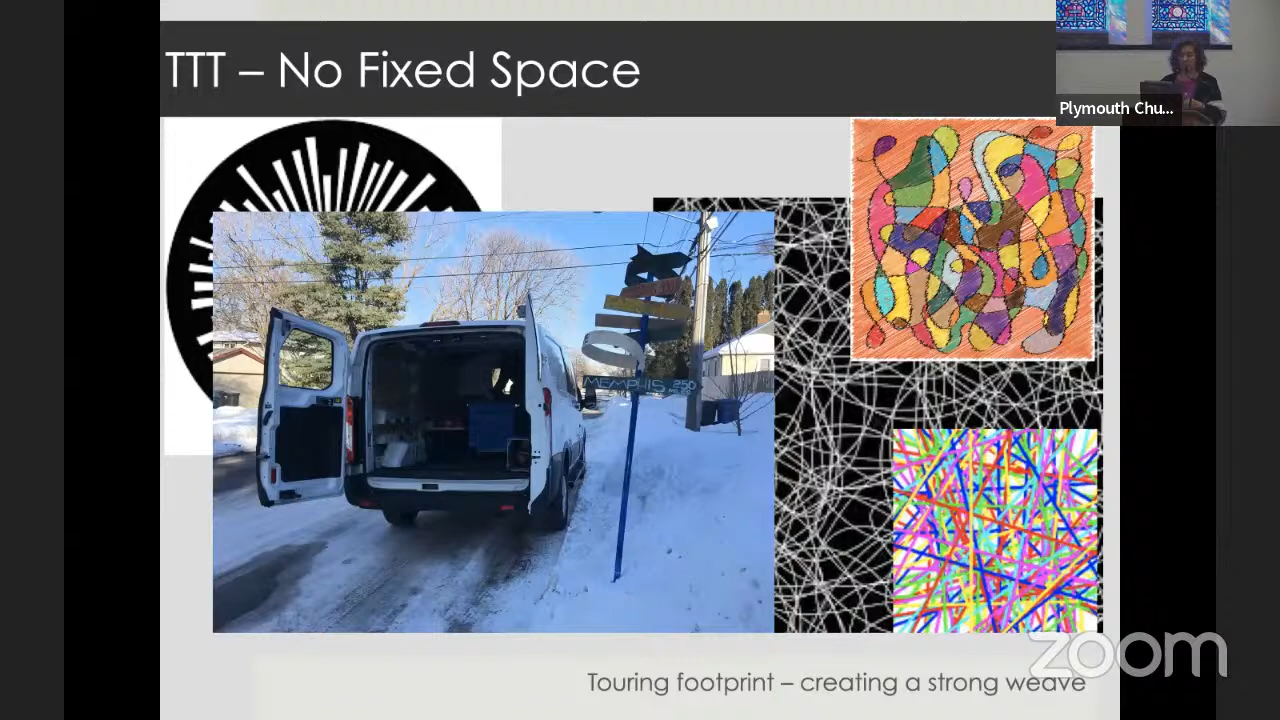 TTT – No Fixed Space
Plymouth Chu...
MEMPHIS 250
Touring footprint – creating a strong weave
zoom